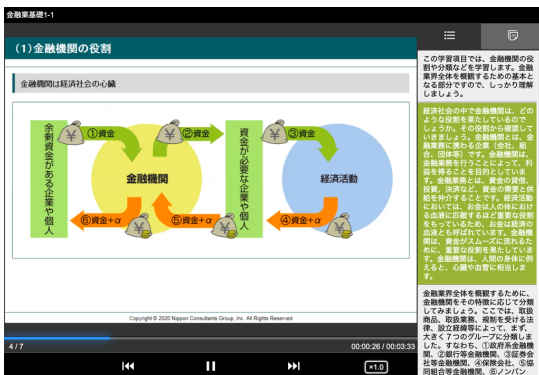 金融業基礎1-1
(1)金融機関の役割
金融機関は経済社会の心臓
余剰資金がある企業や個人
①資金
②資金
③資金
金融機関
資金が必要な企業や個人
経済活動
⑥資金+α
⑤資金+α
④資金+α
Copyright © 2020 Nippon Consultants Group, Inc. All Rights Reserved.
4/7
00:00:26 / 00:03:33
×1.0
この学習項目では、金融機関の役
割や分類などを学習します。金融
業界全体を概観するための基本と
なる部分ですので、しっかり理解
しましょう。
経済社会の中で金融機関は、どの
ような役割を果たしているので
しょうか。その役割から確認して
いきましょう。金融機関とは、金
融業務に携わる企業（会社、組
合、団体等）です。金融機関は、
金融業務を行うことによって、利
益を得ることを目的としていま
す。金融業務とは、資金の貸借、
投資、決済など、資金の需要と供
給を仲介することです。経済活動
においては、お金は人の体におけ
る血液に匹敵するほど重要な役割
をもっているため、お金は経済の
血液とも呼ばれています。金融機
関は、資金がスムーズに流れるた
めに、重要な役割を果たしていま
す。金融機関は、人間の身体に例
えると、心臓や血管に相当しま
す。
金融業界全体を概観するために、
金融機関をその特徴に応じて分類
してみましょう。ここでは、取扱
商品、取扱業務、規制を受ける法
律、設立経緯等によって、まず、
大きく７つのグループに分類しま
した。すなわち、①政府系金融機
関、②銀行等金融機関、③証券会
社等金融機関、④保険会社、⑤協
同組合等金融機関、⑥ノンバン